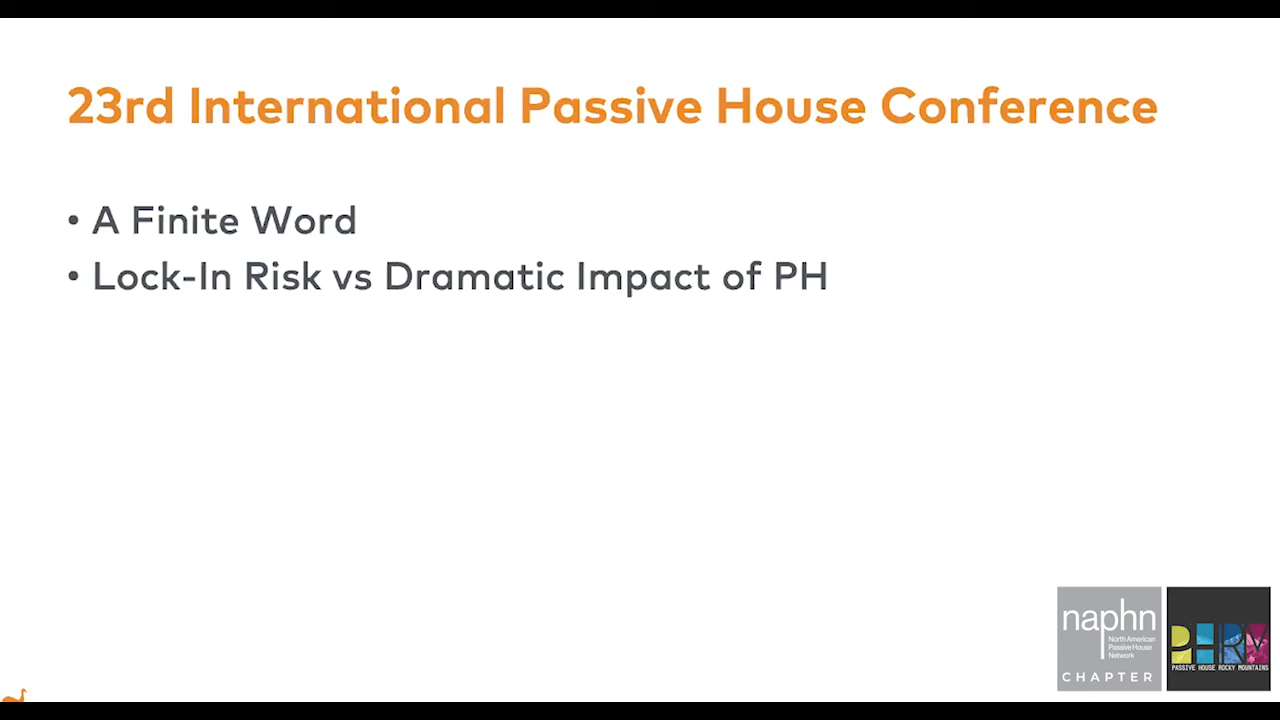 23rd International Passive House Conference
• A Finite Word
• Lock-In Risk vs Dramatic Impact of PH
naphn
North American
Passive House
Network
CHAPTER
PHRM
PASSIVE HOUSE ROCKY MOUNTAINS